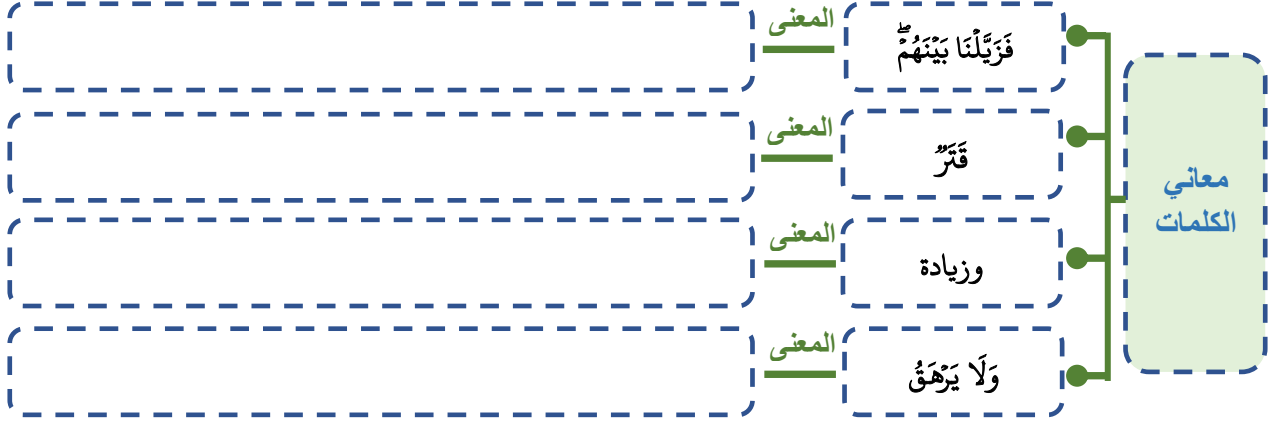 معاني
الكلمات
فَزَيَّلۡنَا بَيۡنَهُمۡۖ
المعنى
قَتَرٞ
المعنى
وزيادة
المعنى
وَلَا يَرۡهَقُ
المعنى